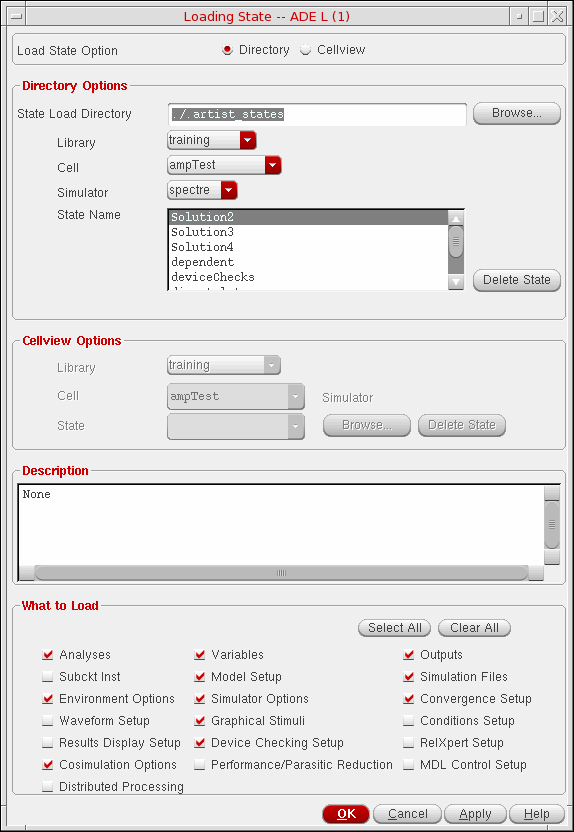 Loading State -- ADE L (1)
Load State Option Directory Cellview
Directory Options
State Load Directory ./.artist_states Browse...
Library training
Cell ampTest
Simulator spectre
State Name Solution2
Solution3
Solution4
dependent
deviceChecks
Delete State
Cellview Options
Library training
Cell ampTest Simulator
State Browse... Delete State
Description
None
What to Load
Select All Clear All
Analyses Variables Outputs
Subckt Inst Model Setup Simulation Files
Environment Options Simulator Options Convergence Setup
Waveform Setup Graphical Stimuli Conditions Setup
Results Display Setup Device Checking Setup RelXpert Setup
Cosimulation Options Performance/Parasitic Reduction MDL Control Setup
Distributed Processing
OK Cancel Apply Help